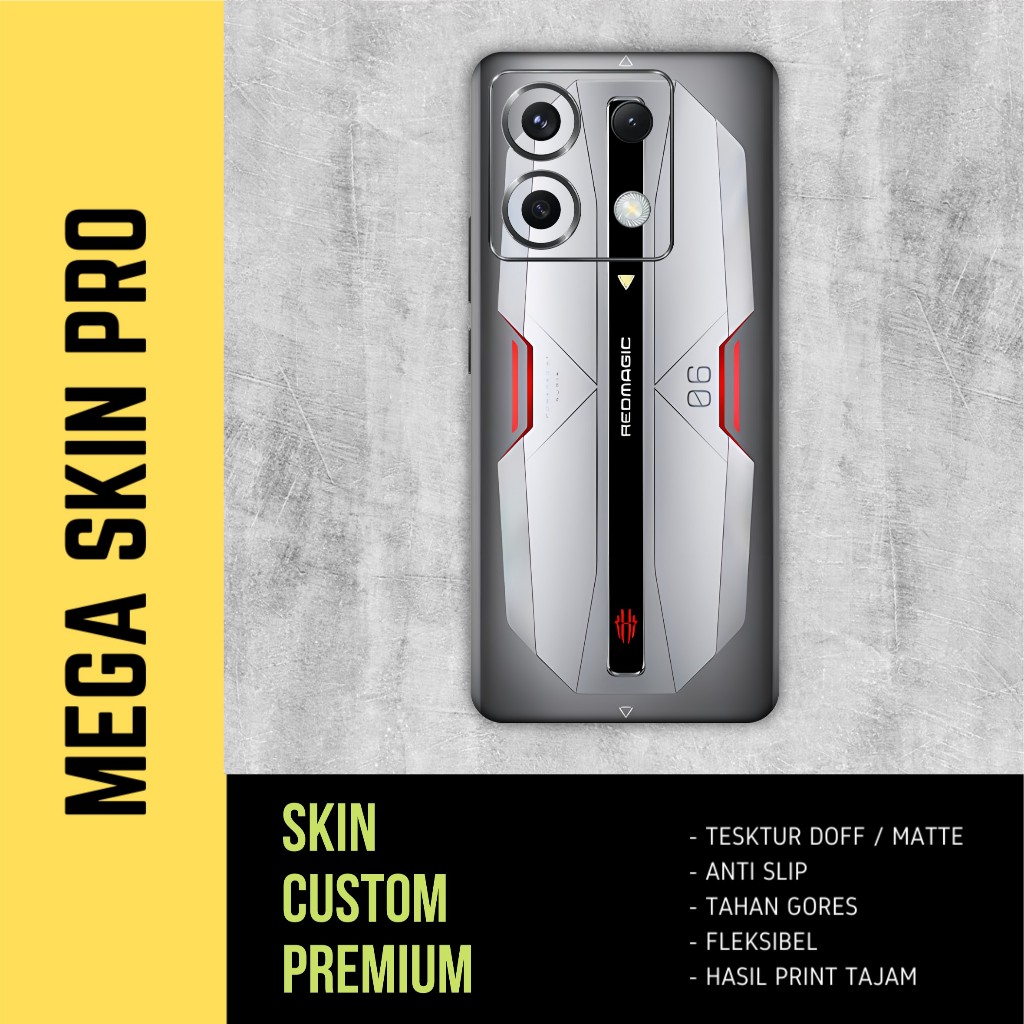 MEGA SKIN PRO
REDMAGIC
06
SKIN
CUSTOM
PREMIUM
- TESKTUR DOFF / MATTE
- ANTI SLIP
- TAHAN GORES
- FLEKSIBEL
- HASIL PRINT TAJAM